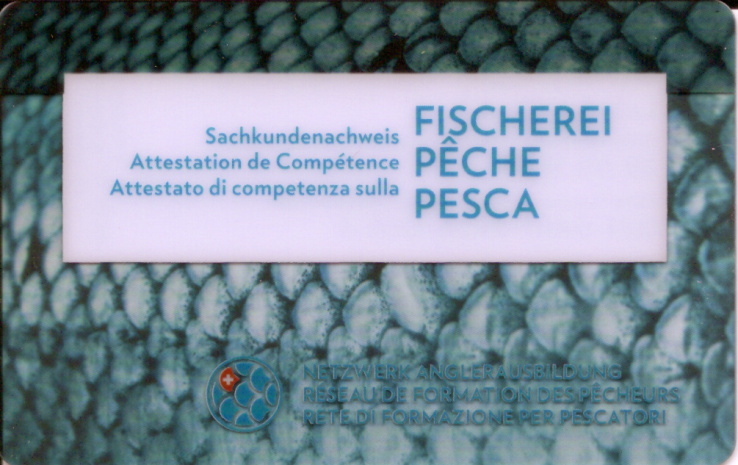 Sachkundenachweis
Attestation de Compétence
Attestato di competenza sulla
FISCHEREI
PÊCHE
PESCA
NETZWERK ANGLERAUSBILDUNG
RÉSEAU DE FORMATION DES PÊCHEURS
RETE DI FORMAZIONE PER PESCATORI